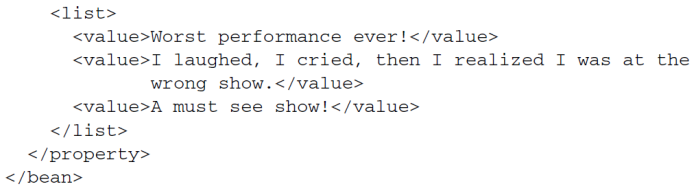 <list>
<value>Worst performance ever!</value>
<value>I laughed, I cried, then I realized I was at the
wrong show.</value>
<value>A must see show!</value>
</list>
</property>
</bean>